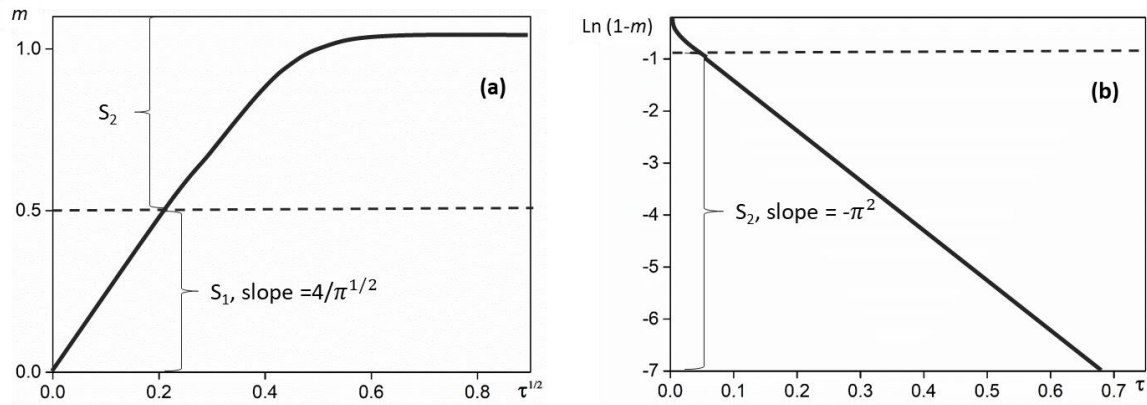 m
1.0
(a)
S₂
0.5
S₁, slope =4/π^{1/2}
0.0
0.0 0.2 0.4 0.6 0.8 τ^{1/2}
Ln (1-m)
-1
(b)
-2
-3
-4
S₂, slope = -π²
-5
-6
-7
0.0 0.1 0.2 0.3 0.4 0.5 0.6 0.7 τ